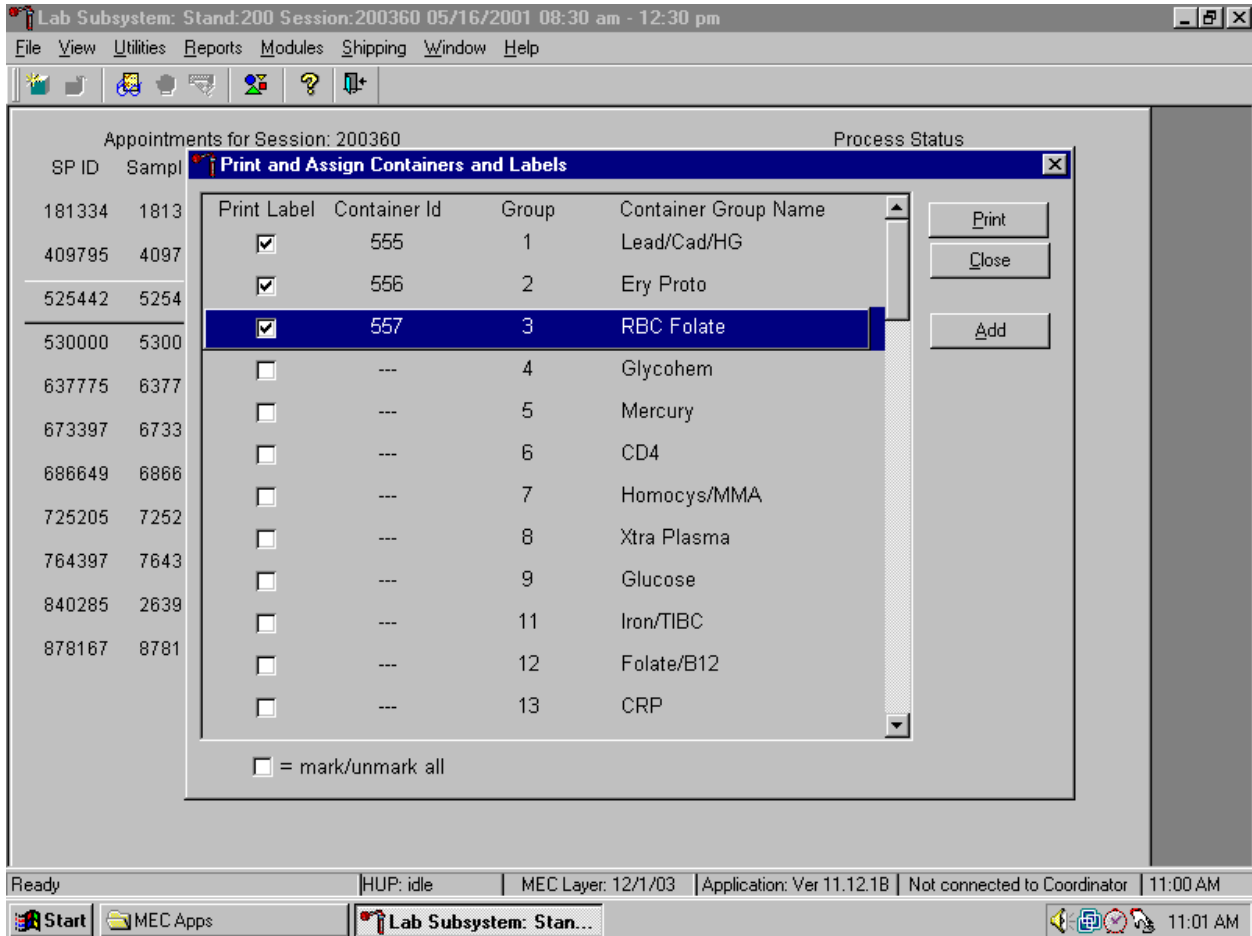 Lab Subsystem: Stand:200 Session:200360 05/16/2001 08:30 am - 12:30 pm
File View Utilities Reports Modules Shipping Window Help
Appointments for Session: 200360 Process Status
SP ID Sampl
Print and Assign Containers and Labels
181334 1813
409795 4097
525442 5254
530000 5300
637775 6377
673397 6733
686649 6866
725205 7252
764397 7643
840285 2639
878167 8781
Print Label Container Id Group Container Group Name
555 1 Lead/Cad/HG
556 2 Ery Proto
557 3 RBC Folate
--- 4 Glycohem
--- 5 Mercury
--- 6 CD4
--- 7 Homocys/MMA
--- 8 Xtra Plasma
--- 9 Glucose
--- 11 Iron/TIBC
--- 12 Folate/B12
--- 13 CRP
= mark/unmark all
Print
Close
Add
Ready HUP: idle MEC Layer: 12/1/03 Application: Ver 11.12.1B Not connected to Coordinator 11:00 AM
Start MEC Apps Lab Subsystem: Stan... 11:01 AM